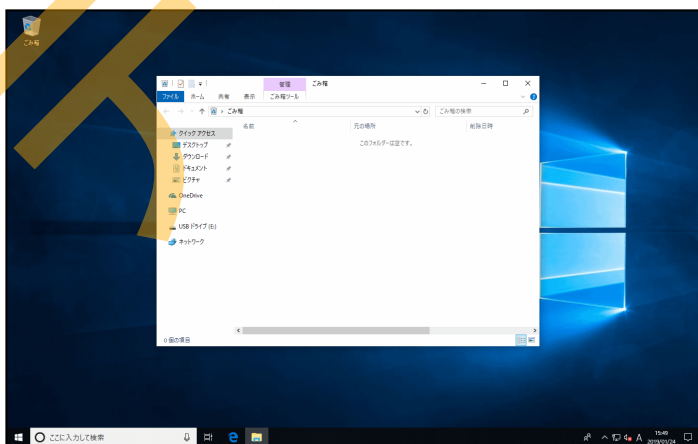 ごみ箱
管理
ごみ箱
ファイル ホーム 共有 表示 ごみ箱ツール
ごみ箱
ごみ箱の検索
名前 元の場所 削除日時
このフォルダーは空です。
クイック アクセス
デスクトップ
ダウンロード
ドキュメント
ピクチャ
OneDrive
PC
USB ドライブ (E:)
ネットワーク
0 個の項目
ここに入力して検索
A
15:49
2019/01/24